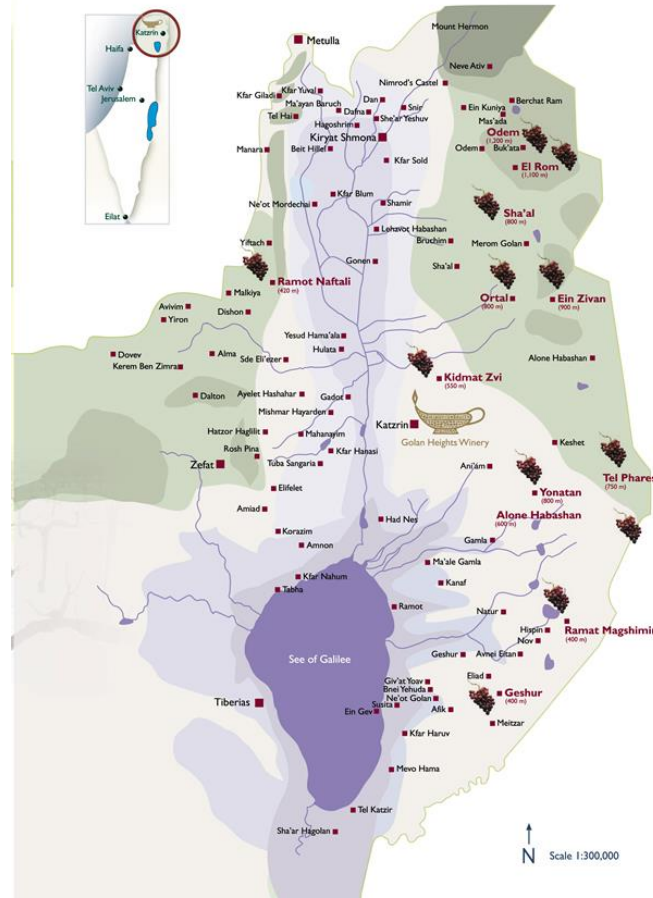 Katzrin
Haifa
Tel Aviv
Jerusalem
Eilat
Mount Hermon
Metulla
Neve Ativ
Nimrod's Castel
Kfar Yuval
Kfar Giladi
Ma'ayan Baruch
Dan
Snir
Ein Kuniya
Berchat Ram
Mas'ada
Tel Hai
Dafna
She'ar Yeshuv
Hagoshrim
Kiryat Shmona
Odem
(1,200 m)
Manara
Beit Hillel
Kfar Sold
Odem
Buk'ata
El Rom
(1,100 m)
Kfar Blum
Ne'ot Mordechai
Shamir
Sha'al
(800 m)
Lehavot Habashan
Bruchim
Merom Golan
Yiftach
Gonen
Sha'al
Ramot Naftali
(420 m)
Malkiya
Ortal
(900 m)
Ein Zivan
(900 m)
Avivim
Yiron
Dishon
Yesud Hama'ala
Hulata
Dovev
Alma
Sde Eli'ezer
Kerem Ben Zimra
Alone Habashan
Kidmat Zvi
(550 m)
Dalton
Ayelet Hashahar
Gadot
Mishmar Hayarden
Katzrin
Golan Heights Winery
Hatzor Haglilit
Mahanayim
Keshet
Rosh Pina
Kfar Hanasi
Zefat
Tuba Sangaria
Ani'ám
Tel Phares
(750 m)
Elifelet
Yonatan
(800 m)
Amiad
Alone Habashan
(600 m)
Had Nes
Korazim
Gamla
Amnon
Ma'ale Gamla
Kfar Nahum
Kanaf
Tabha
Ramot
Natur
Hispin
Ramat Magshimim
(400 m)
Nov
See of Galilee
Geshur
Avnei Eitan
Giv'at Yoav
Eliad
Bnei Yehuda
Ne'ot Golan
Geshur
(400 m)
Tiberias
Susita
Ein Gev
Afik
Meitzar
Kfar Haruv
Mevo Hama
Tel Katzir
Sha'ar Hagolan
N
Scale 1:300,000